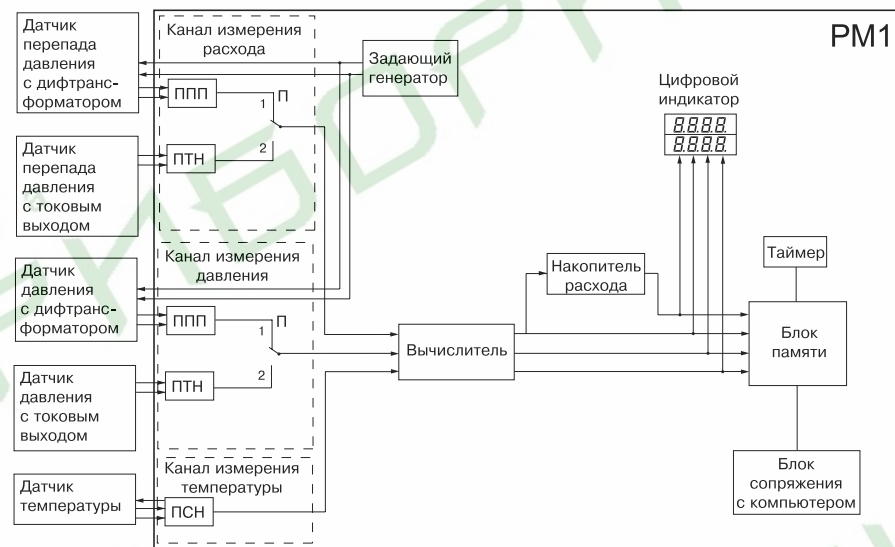 РМ1
Датчик
перепада
давления
с дифтранс-
форматором
Канал измерения
расхода
ППП
1
П
ПТН
2
Задающий
генератор
Цифровой
индикатор
8.8.8.8.
8.8.8.8.
Датчик
перепада
давления
с токовым
выходом
Датчик
давления
с дифтранс-
форматором
Канал измерения
давления
ППП
1
П
ПТН
2
Датчик
давления
с токовым
выходом
Вычислитель
Накопитель
расхода
Таймер
Блок
памяти
Блок
сопряжения
с компьютером
Датчик
температуры
Канал измерения
температуры
ПСН